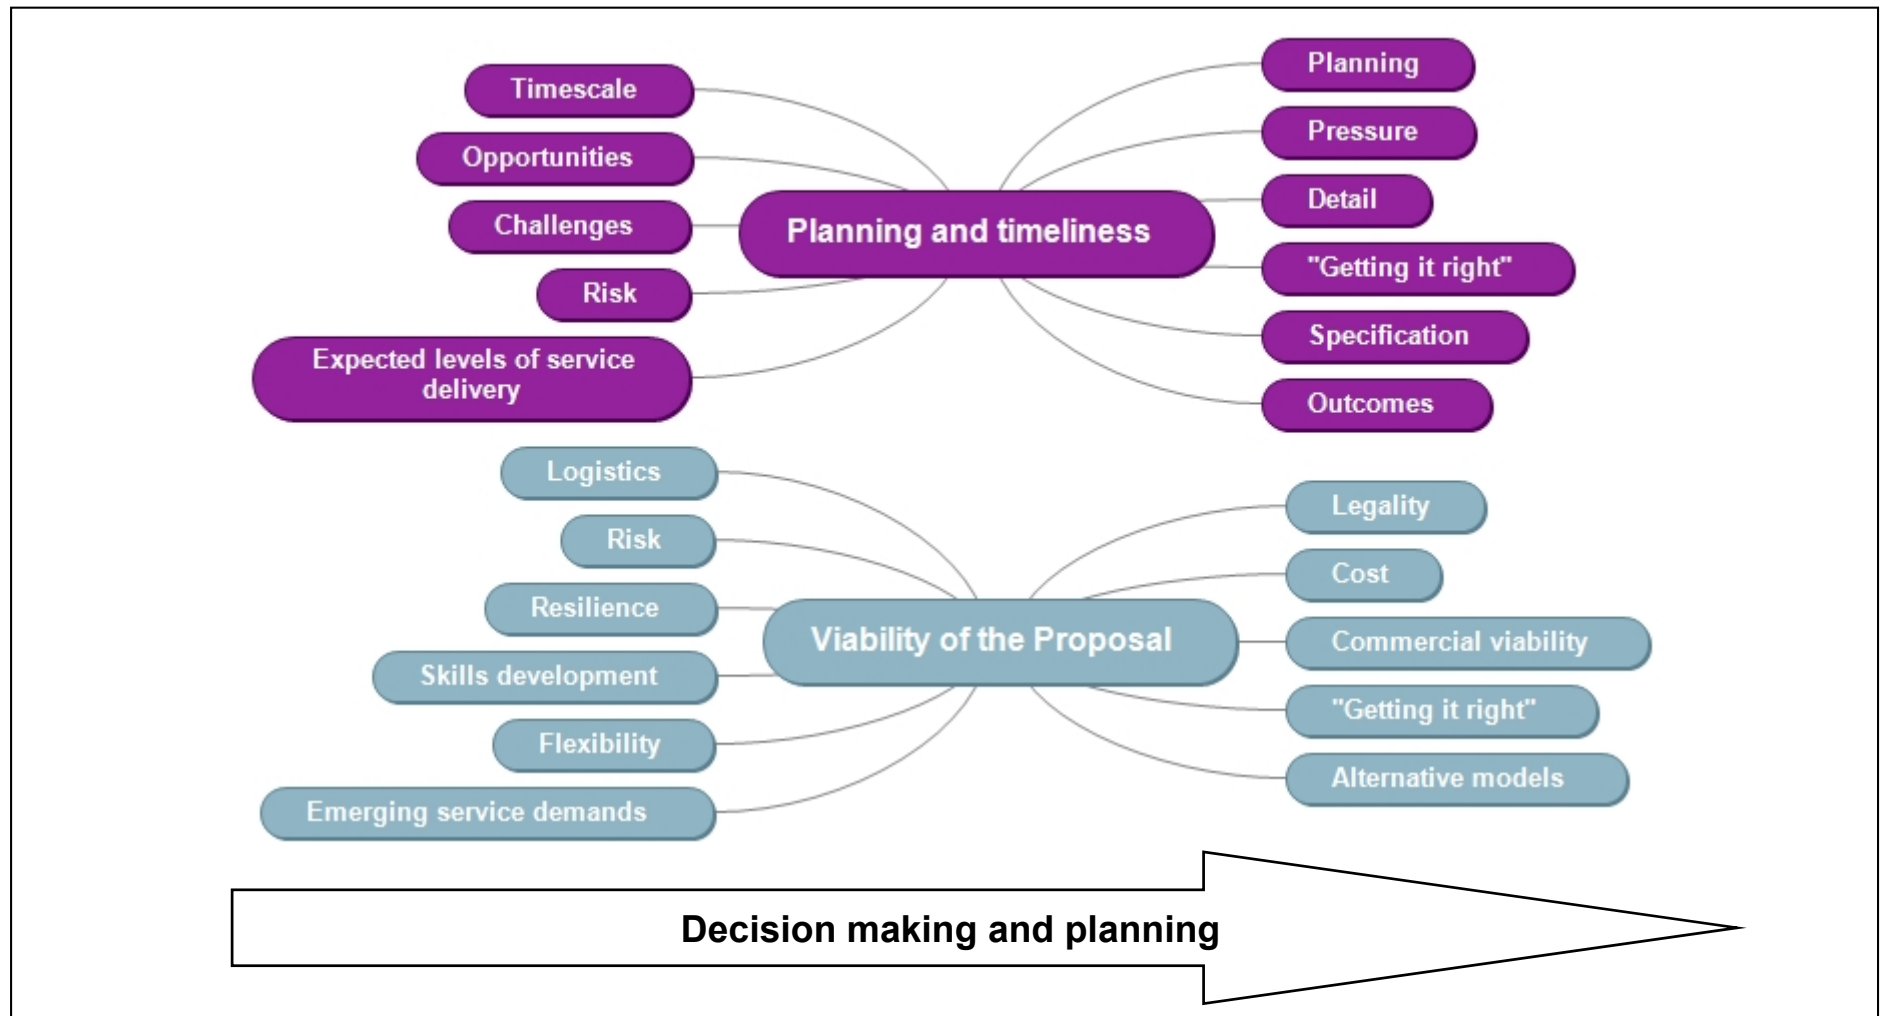 Timescale
Opportunities
Challenges
Risk
Expected levels of service
delivery
Planning and timeliness
Planning
Pressure
Detail
"Getting it right"
Specification
Outcomes
Logistics
Risk
Resilience
Skills development
Flexibility
Emerging service demands
Viability of the Proposal
Legality
Cost
Commercial viability
"Getting it right"
Alternative models
Decision making and planning